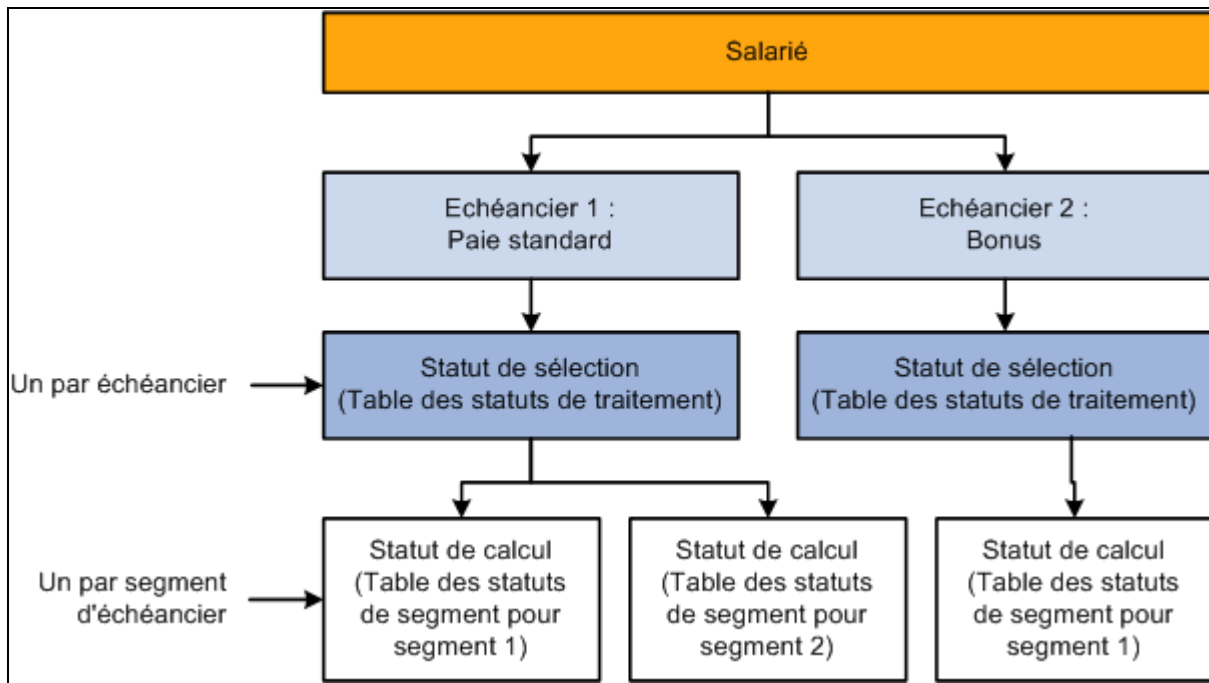 Salarié
Echéancier 1 :
Paie standard
Echéancier 2 :
Bonus
Un par échéancier
Statut de sélection
(Table des statuts de traitement)
Statut de sélection
(Table des statuts de traitement)
Un par segment
d'échéancier
Statut de calcul
(Table des statuts
de segment pour
segment 1)
Statut de calcul
(Table des statuts
de segment pour
segment 2)
Statut de calcul
(Table des statuts
de segment pour
segment 1)